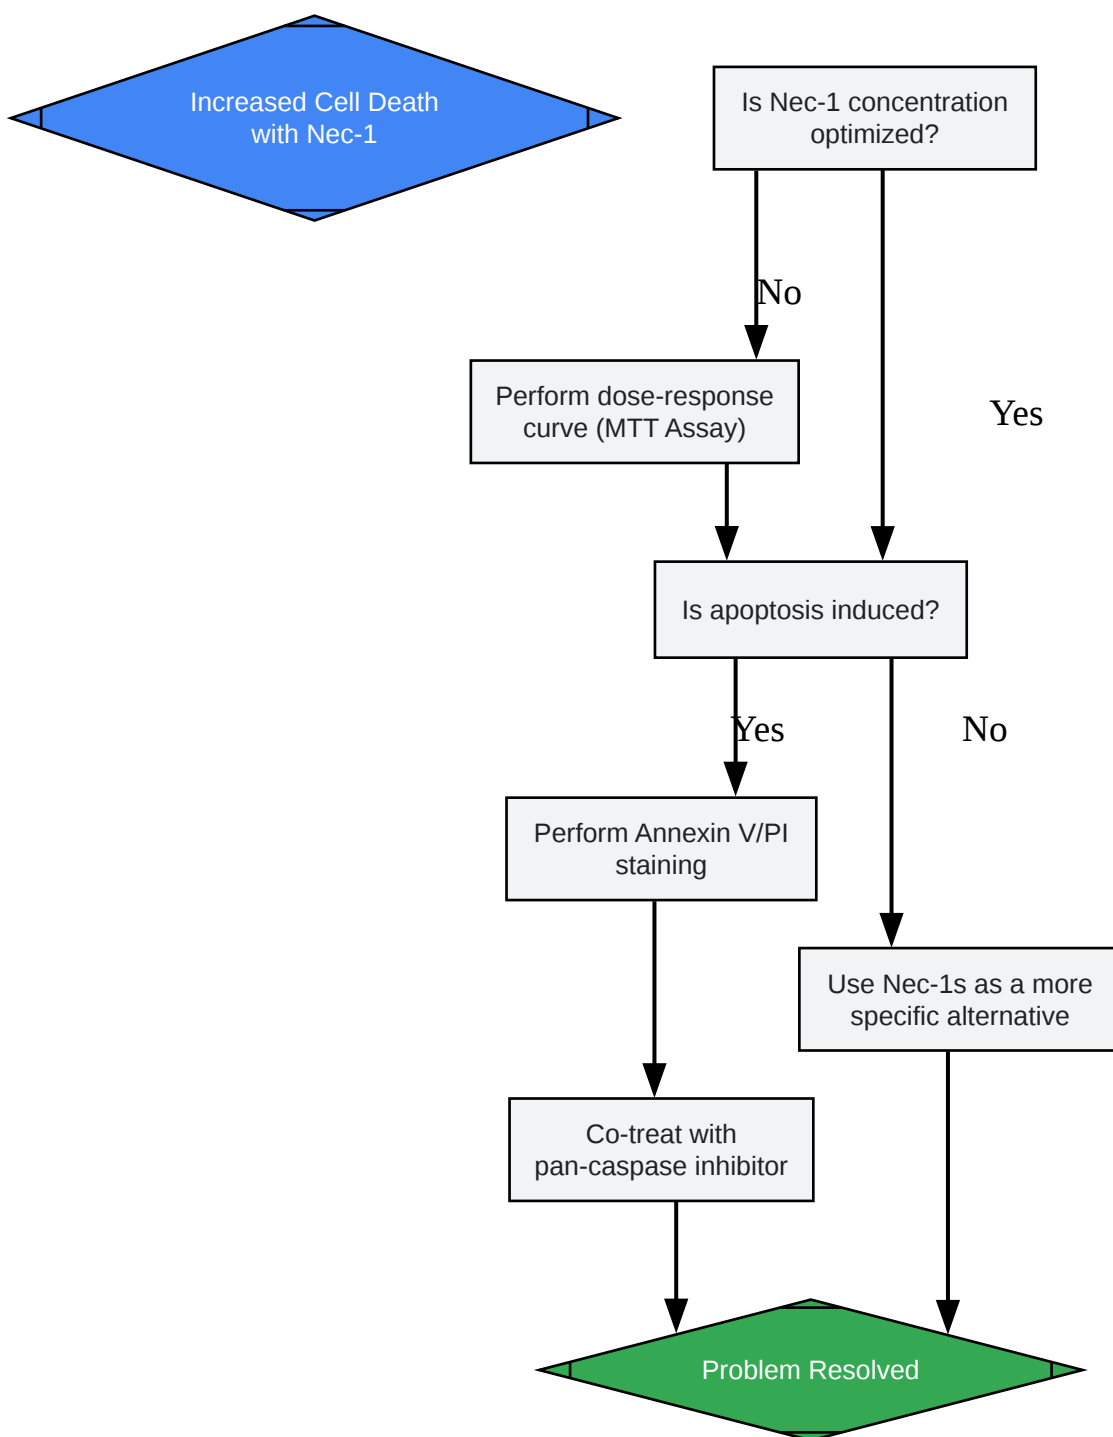 Increased Cell Death
with Nec-1
Is Nec-1 concentration
optimized?
No
Perform dose-response
curve (MTT Assay)
Yes
Is apoptosis induced?
Yes
No
Perform Annexin V/PI
staining
Use Nec-1s as a more
specific alternative
Co-treat with
pan-caspase inhibitor
Problem Resolved